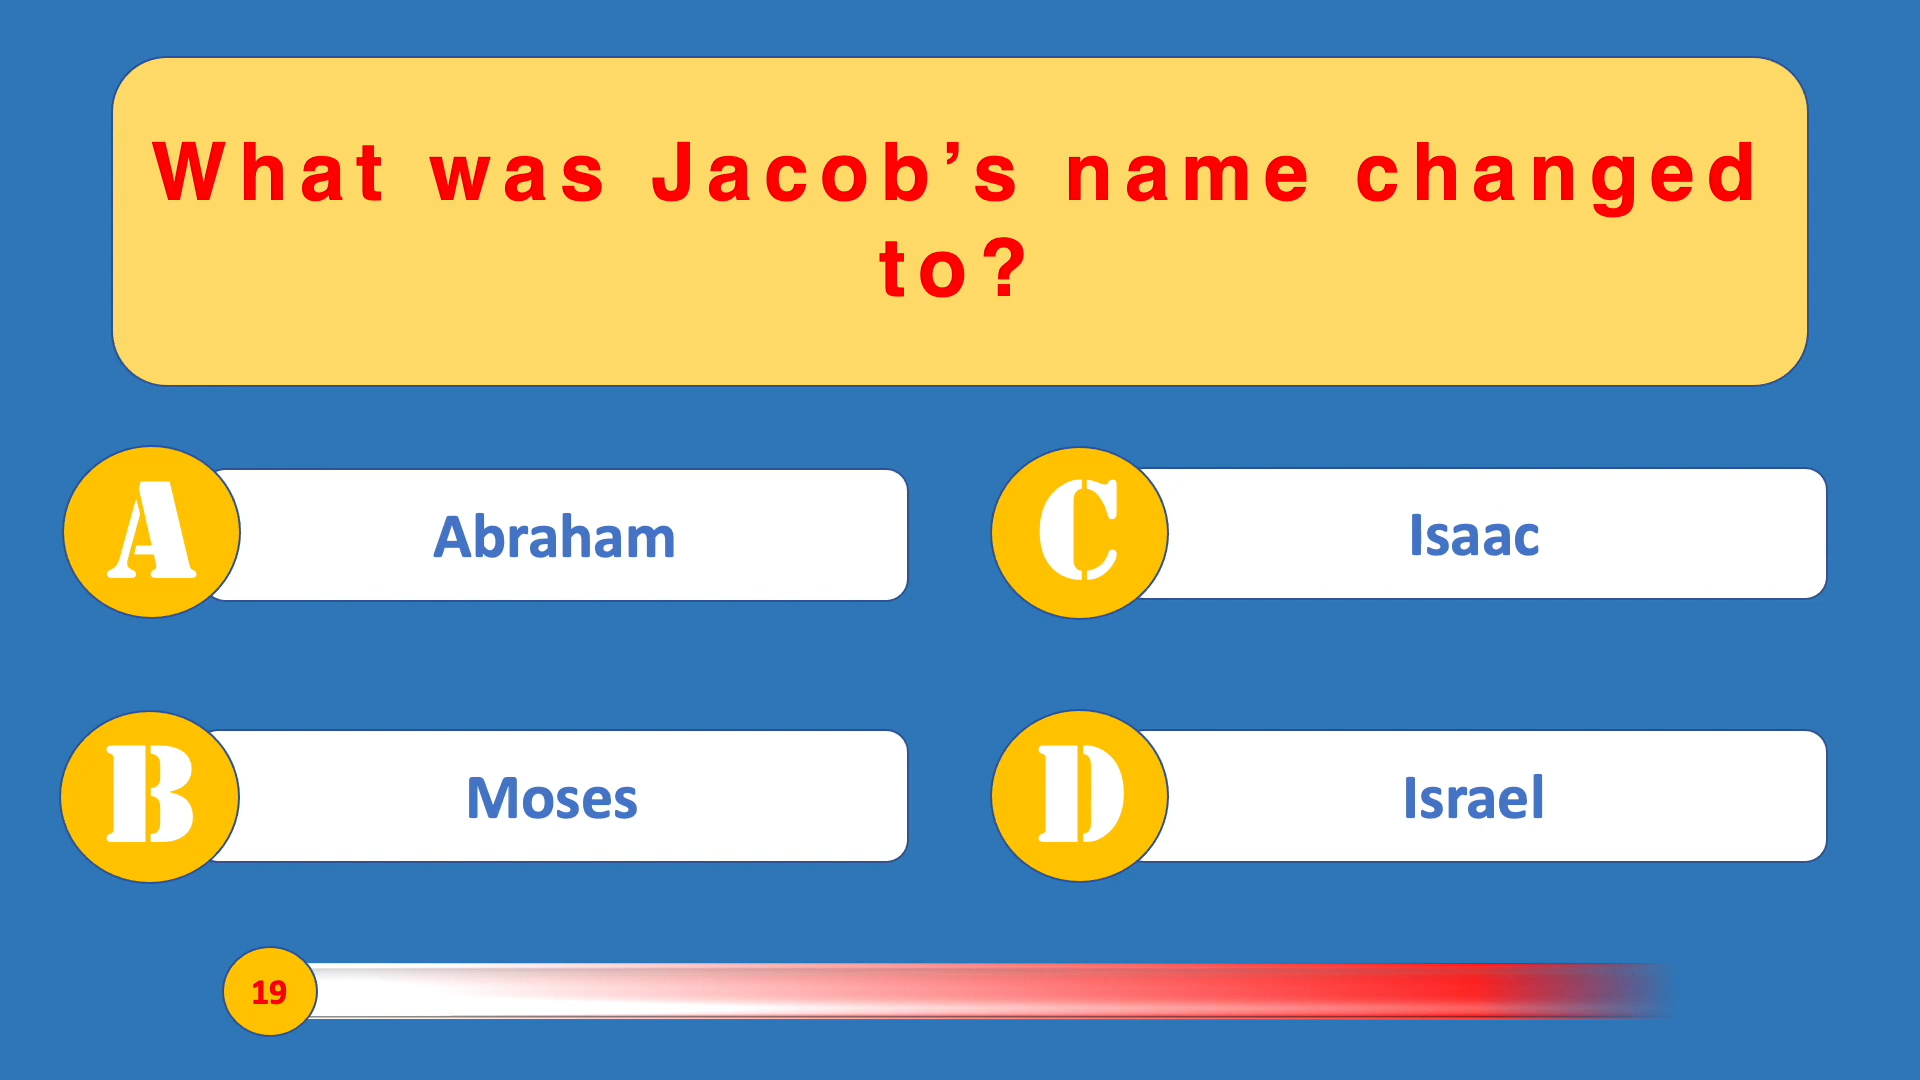 What was Jacob’s name changed
to?
A
Abraham
C
Isaac
B
Moses
D
Israel
19